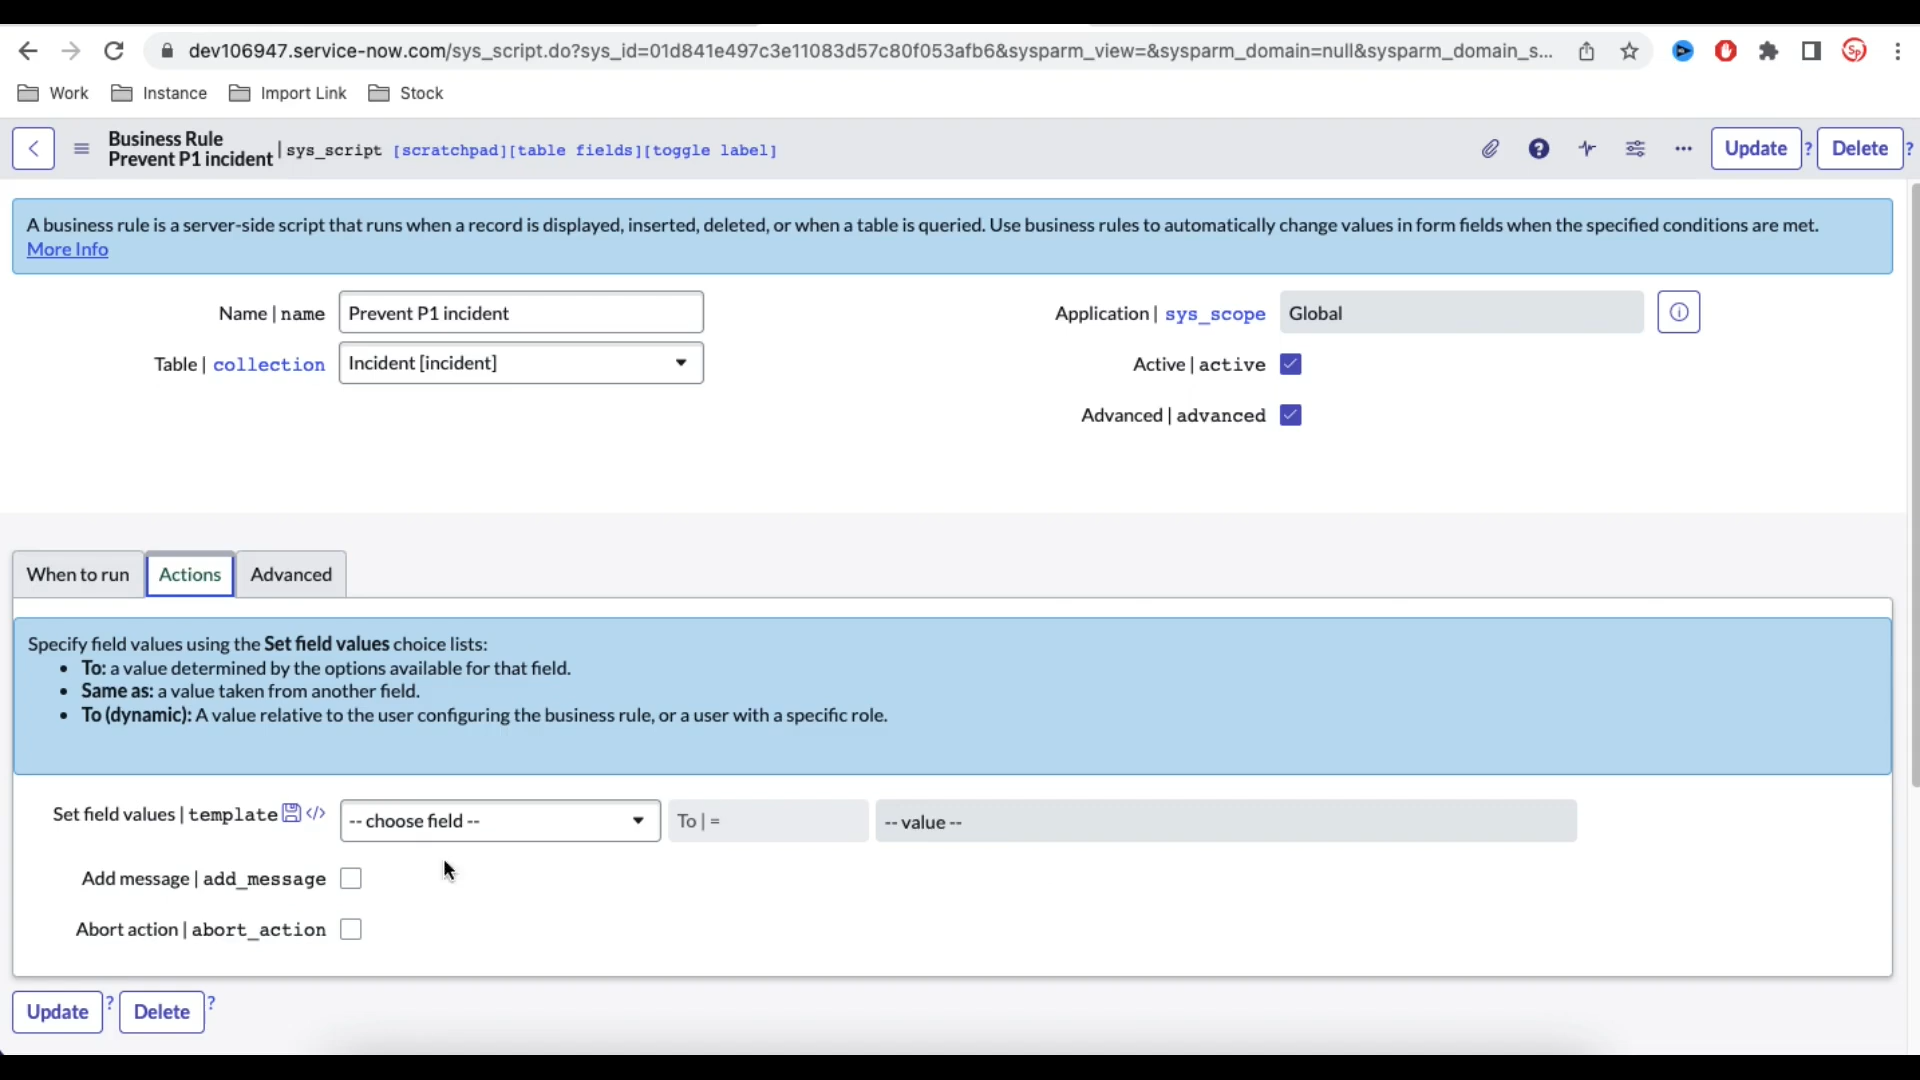 dev106947.service-now.com/sys_script.do?sys_id=01d841e497c3e11083d57c80f053afb6&sysparm_view=&sysparm_domain=null&sysparm_domain_s...
Sp
Work Instance Import Link Stock
Business Rule
Prevent P1 incident | sys_script [scratchpad][table fields][toggle label]
Update ? Delete ?
A business rule is a server-side script that runs when a record is displayed, inserted, deleted, or when a table is queried. Use business rules to automatically change values in form fields when the specified conditions are met.
More Info
Name | name Prevent P1 incident Application | sys_scope Global
Table | collection Incident [incident] Active | active
Advanced | advanced
When to run Actions Advanced
Specify field values using the Set field values choice lists:
• To: a value determined by the options available for that field.
• Same as: a value taken from another field.
• To (dynamic): A value relative to the user configuring the business rule, or a user with a specific role.
Set field values | template </> -- choose field -- To | = -- value --
Add message | add_message
Abort action | abort_action
Update ? Delete ?